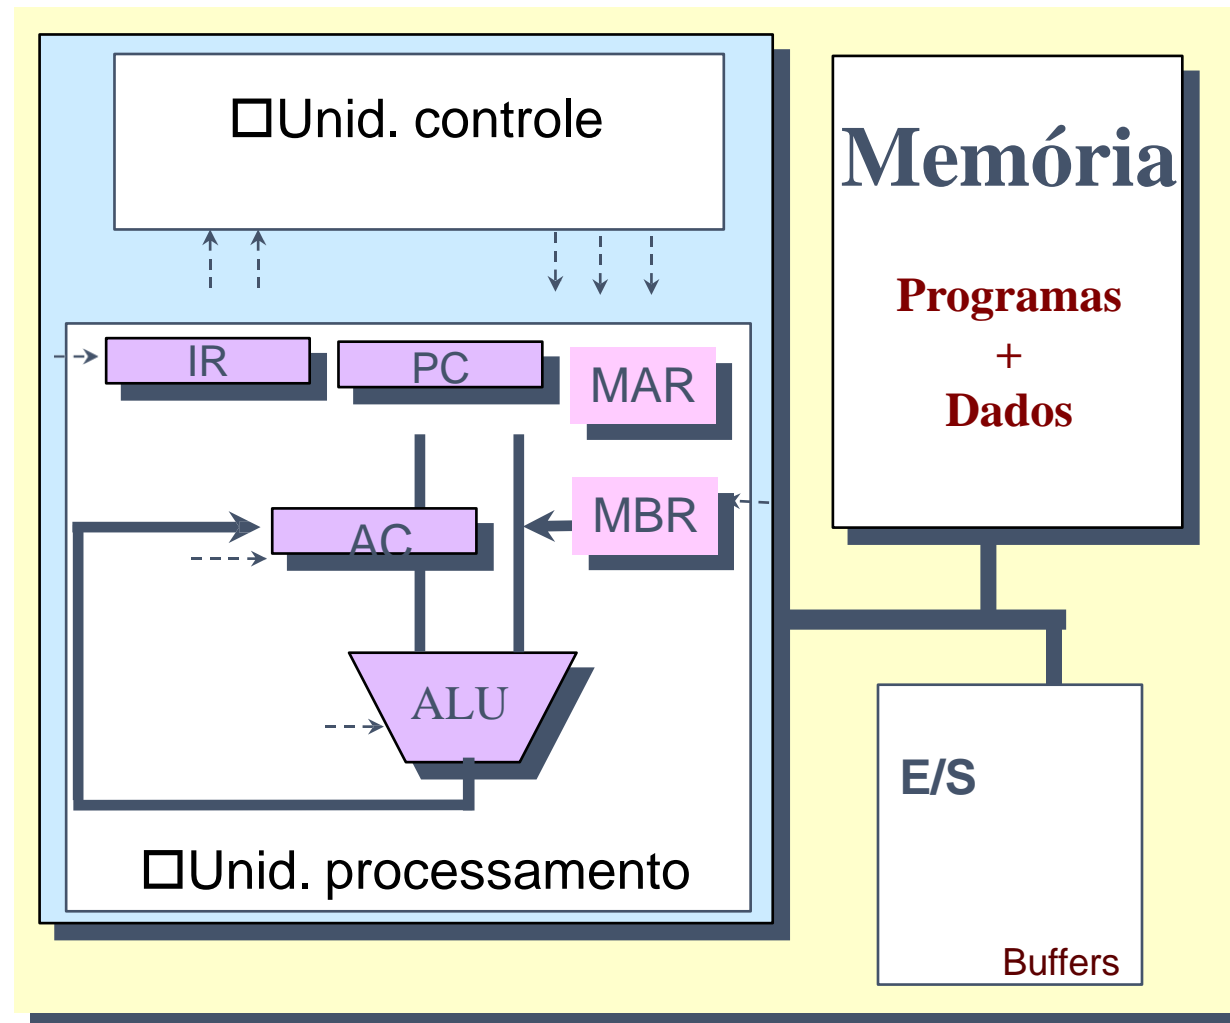 □Unid. controle
IR
PC
MAR
AC
MBR
ALU
□Unid. processamento
Memória
Programas
+
Dados
E/S
Buffers